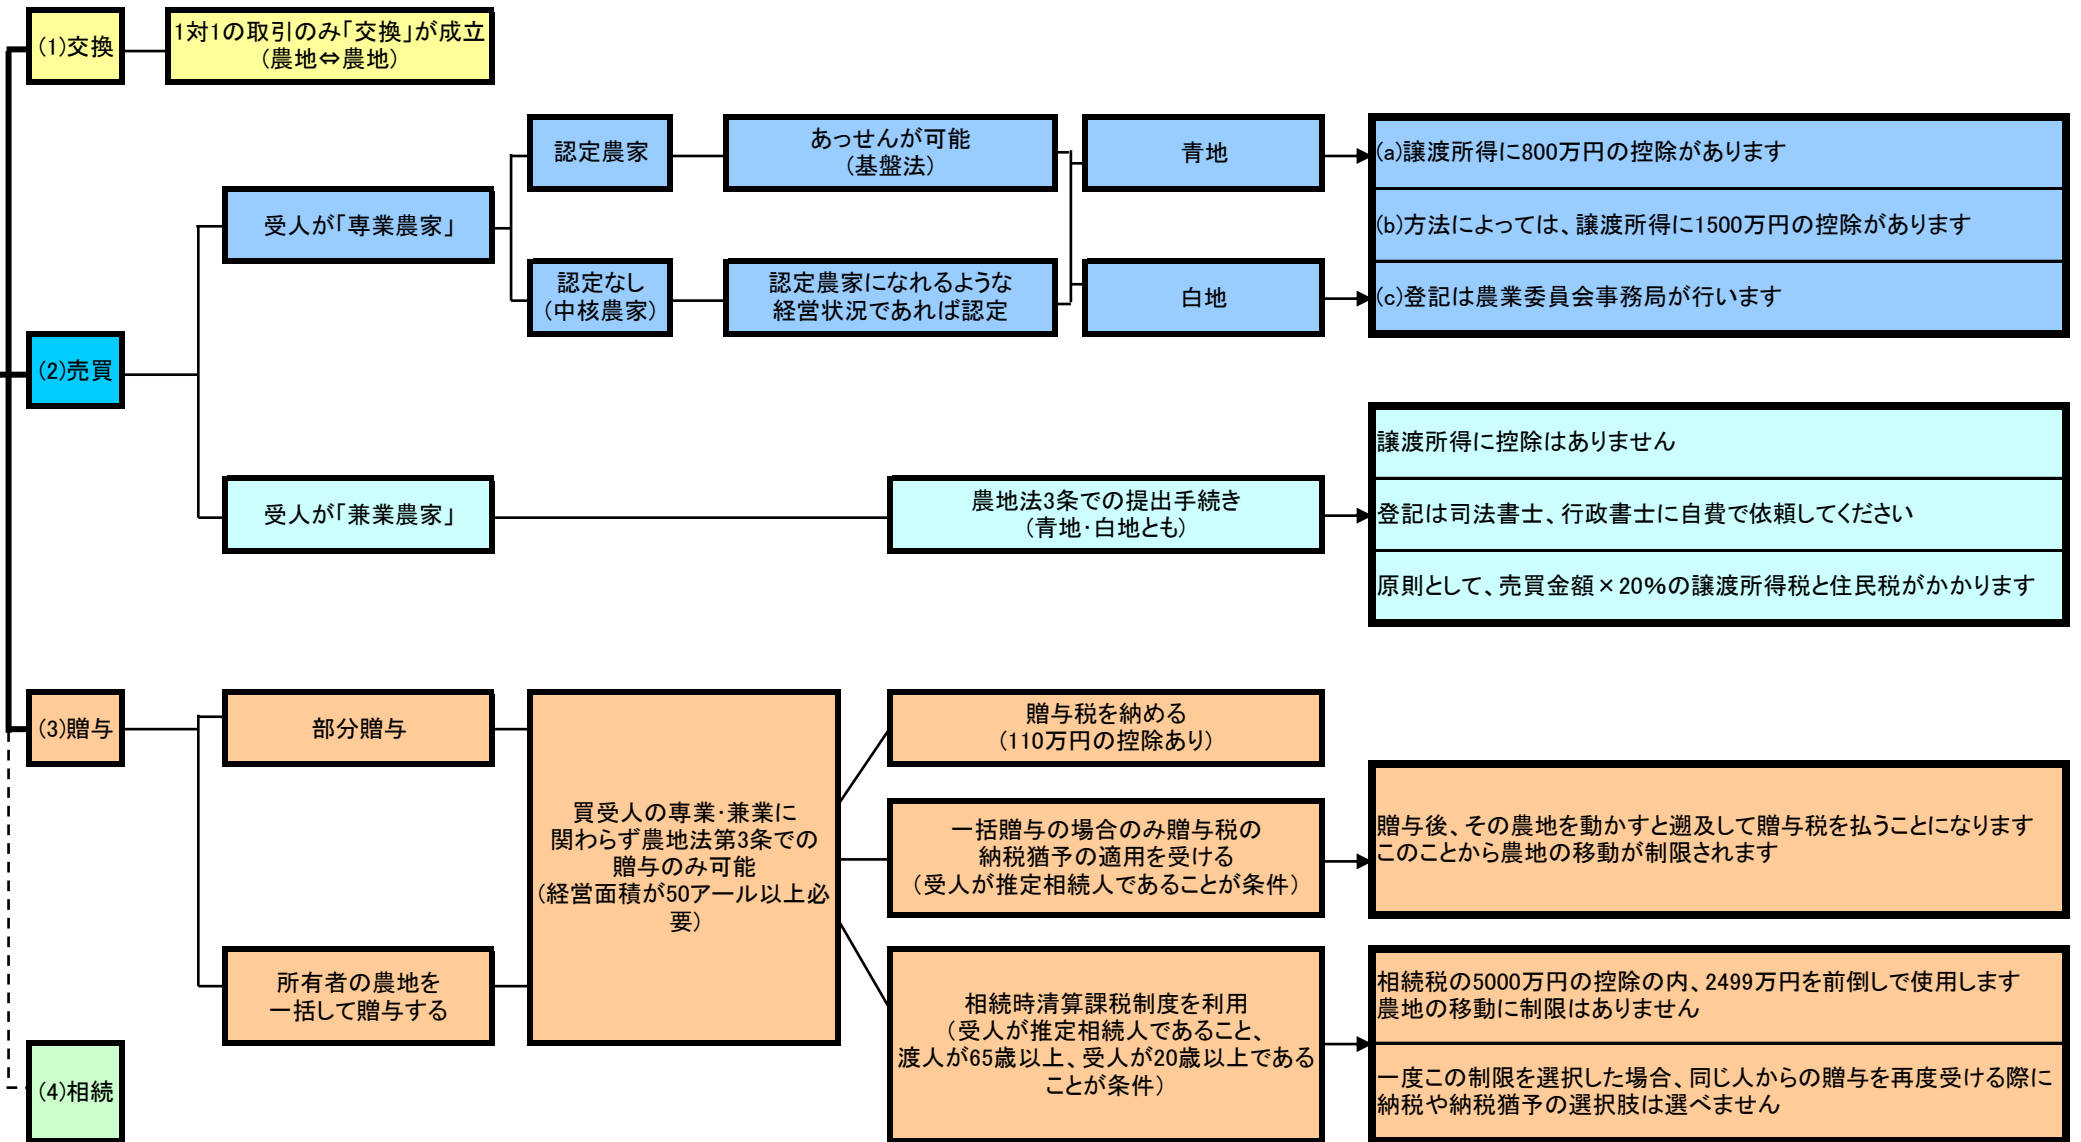 (1)交換
1対1の取引のみ「交換」が成立
(農地⇔農地)
(2)売買
受人が「専業農家」
認定農家
あっせんが可能
(基盤法)
認定なし
(中核農家)
認定農家になれるような
経営状況であれば認定
青地
白地
(a)譲渡所得に800万円の控除があります
(b)方法によっては、譲渡所得に1500万円の控除があります
(c)登記は農業委員会事務局が行います
受人が「兼業農家」
農地法3条での提出手続き
(青地・白地とも)
譲渡所得に控除はありません
登記は司法書士、行政書士に自費で依頼してください
原則として、売買金額×20%の譲渡所得税と住民税がかかります
(3)贈与
部分贈与
所有者の農地を
一括して贈与する
買受人の専業・兼業に
関わらず農地法第3条での
贈与のみ可能
(経営面積が50アール以上必
要)
贈与税を納める
(110万円の控除あり)
一括贈与の場合のみ贈与税の
納税猶予の適用を受ける
(受人が推定相続人であることが条件)
贈与後、その農地を動かすと遡及して贈与税を払うことになります
このことから農地の移動が制限されます
相続時清算課税制度を利用
(受人が推定相続人であること、
渡人が65歳以上、受人が20歳以上である
ことが条件)
相続税の5000万円の控除の内、2499万円を前倒しで使用します
農地の移動に制限はありません
一度この制限を選択した場合、同じ人からの贈与を再度受ける際に
納税や納税猶予の選択肢は選べません
(4)相続